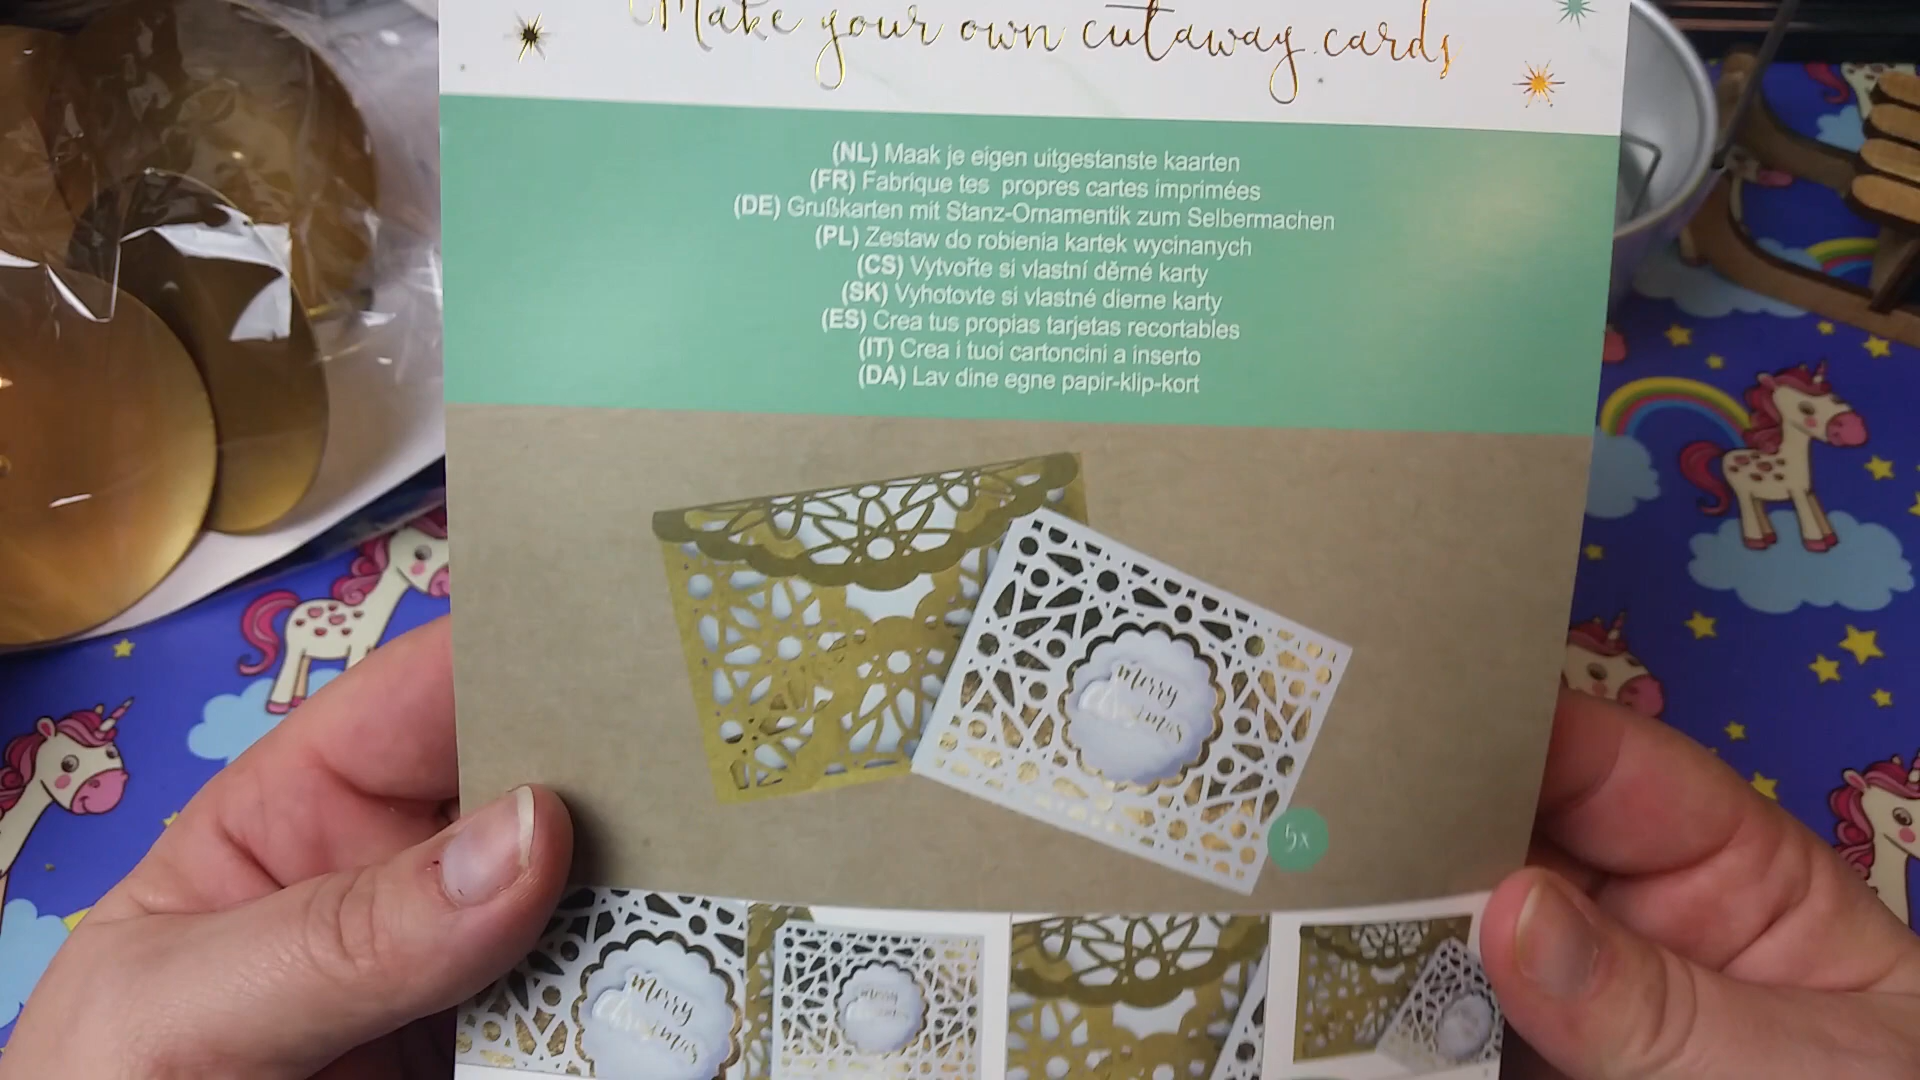 Make your own cutaway cards
(NL) Maak je eigen uitgestanste kaarten
(FR) Fabrique tes propres cartes imprimées
(DE) Grußkarten mit Stanz-Ornamentik zum Selbermachen
(PL) Zestaw do robienia kartek wycinanych
(CS) Vytvořte si vlastní děrné karty
(SK) Vyhotovte si vlastné dierne karty
(ES) Crea tus propias tarjetas recortables
(IT) Crea i tuoi cartoncini a inserto
(DA) Lav dine egne papir-klip-kort
merry
5x
merry
merry